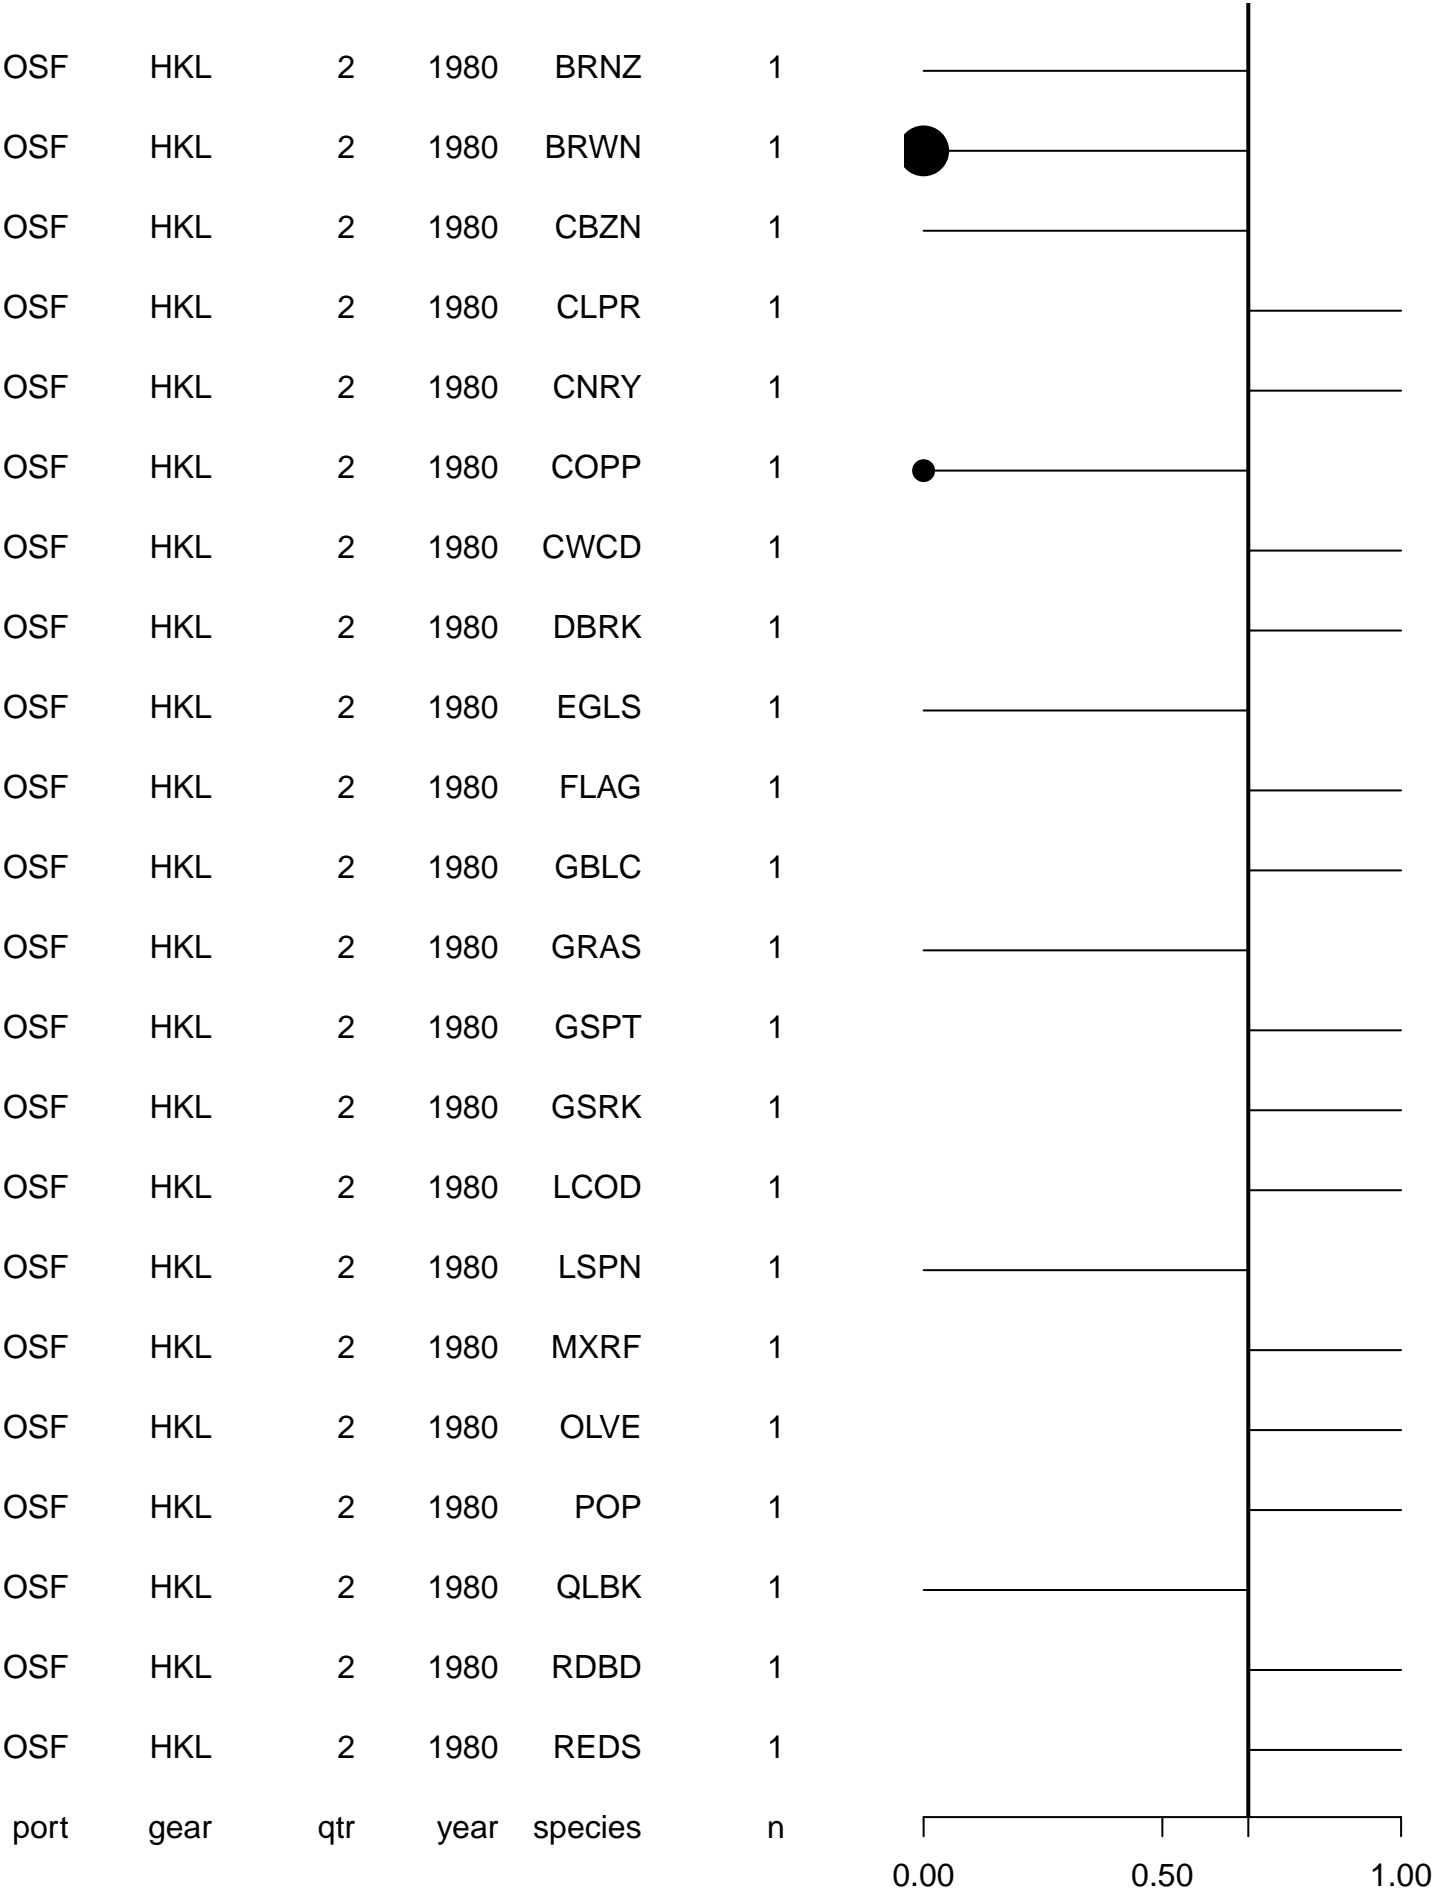 OSF HKL 2 1980 BRNZ 1
OSF HKL 2 1980 BRWN 1
OSF HKL 2 1980 CBZN 1
OSF HKL 2 1980 CLPR 1
OSF HKL 2 1980 CNRY 1
OSF HKL 2 1980 COPP 1
OSF HKL 2 1980 CWCD 1
OSF HKL 2 1980 DBRK 1
OSF HKL 2 1980 EGLS 1
OSF HKL 2 1980 FLAG 1
OSF HKL 2 1980 GBLC 1
OSF HKL 2 1980 GRAS 1
OSF HKL 2 1980 GSPT 1
OSF HKL 2 1980 GSRK 1
OSF HKL 2 1980 LCOD 1
OSF HKL 2 1980 LSPN 1
OSF HKL 2 1980 MXRF 1
OSF HKL 2 1980 OLVE 1
OSF HKL 2 1980 POP 1
OSF HKL 2 1980 QLBK 1
OSF HKL 2 1980 RDBD 1
OSF HKL 2 1980 REDS 1
port gear qtr year species n
0.00 0.50 1.00